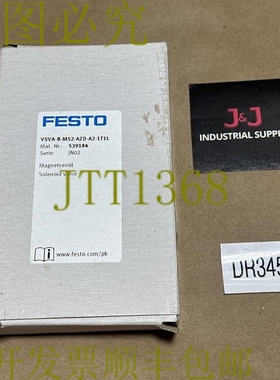 图必究
FESTO
VSVA-B-M52-AZD-A2-1T1L
Mat. Nr. 539184
Serie JN02
Magnetventil
Solenoid valve
J&J
INDUSTRIAL SUPPL
JTT1368
www.festo.com/pk
DR345
开发票顺丰包邮